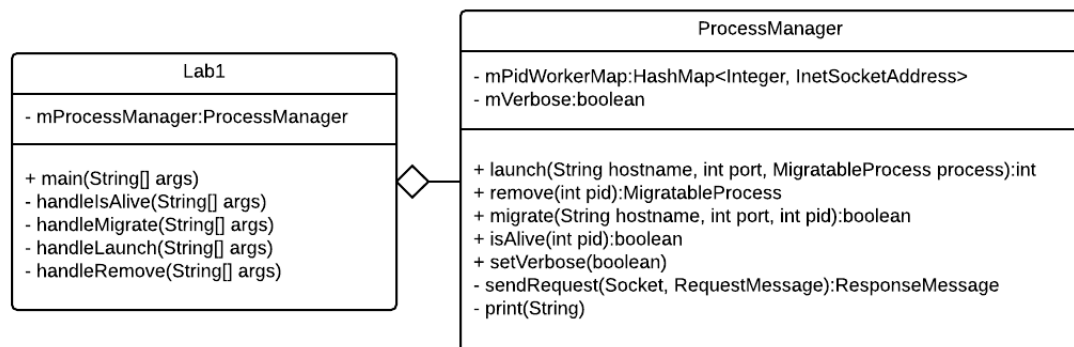 Lab1
- mProcessManager:ProcessManager
+ main(String[] args)
- handleIsAlive(String[] args)
- handleMigrate(String[] args)
- handleLaunch(String[] args)
- handleRemove(String[] args)
ProcessManager
- mPidWorkerMap:HashMap<Integer, InetSocketAddress>
- mVerbose:boolean
+ launch(String hostname, int port, MigratableProcess process):int
+ remove(int pid):MigratableProcess
+ migrate(String hostname, int port, int pid):boolean
+ isAlive(int pid):boolean
+ setVerbose(boolean)
- sendRequest(Socket, RequestMessage):ResponseMessage
- print(String)